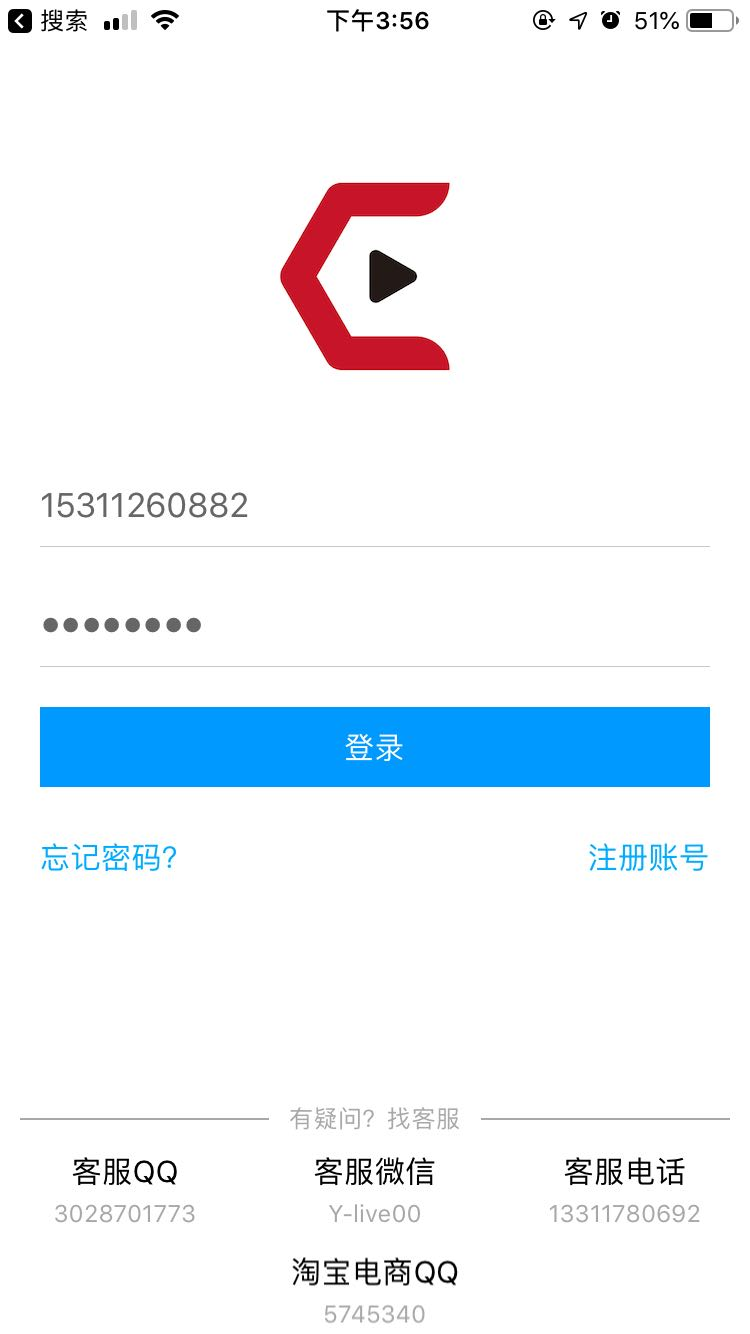 搜索 下午3:56 51%
15311260882
••••••••
登录
忘记密码? 注册账号
有疑问? 找客服
客服QQ 客服微信 客服电话
3028701773 Y-live00 13311780692
淘宝电商QQ
5745340